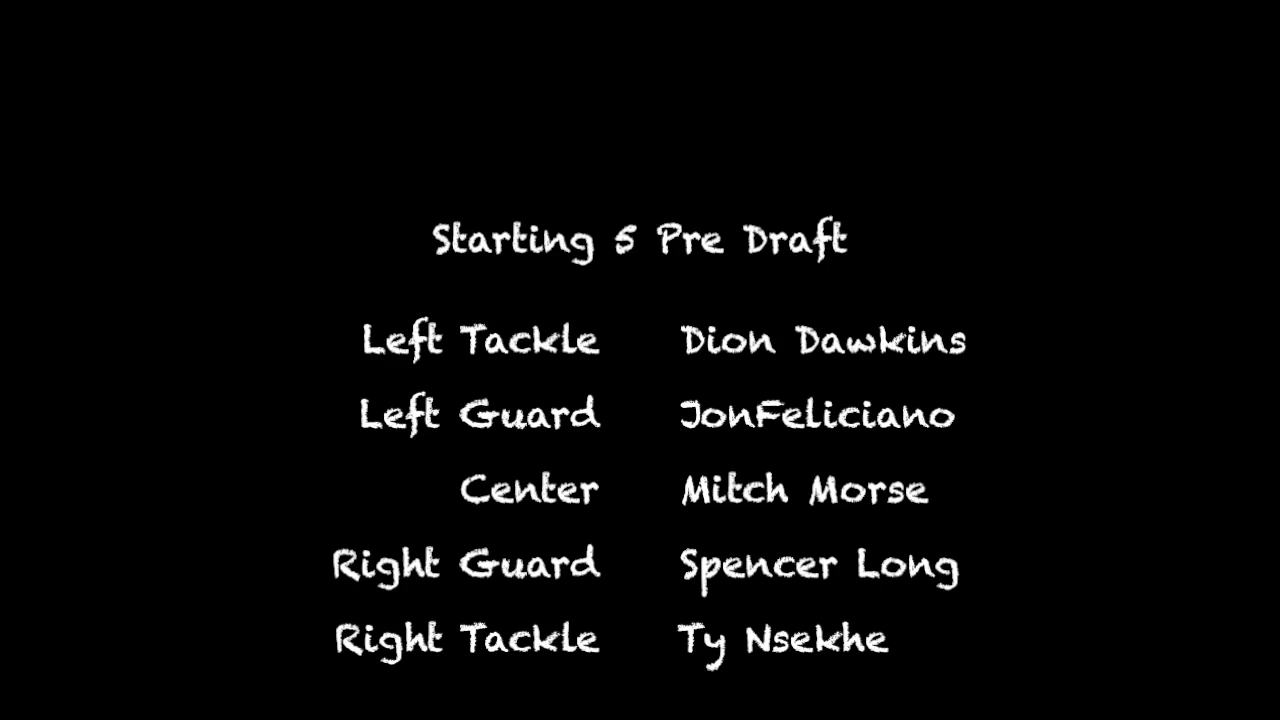 Starting 5 Pre Draft
Left Tackle Dion Dawkins
Left Guard JonFeliciano
Center Mitch Morse
Right Guard Spencer Long
Right Tackle Ty Nsekhe